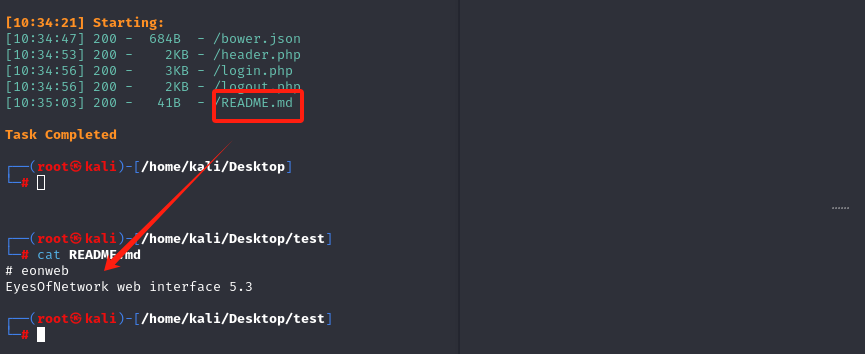 [10:34:21] Starting:
[10:34:47] 200 -  684B  - /bower.json
[10:34:53] 200 -    2KB - /header.php
[10:34:56] 200 -    3KB - /login.php
[10:34:56] 200 -    2KB - /logout.php
[10:35:03] 200 -   41B  - /README.md
Task Completed
┌──(root㉿kali)-[/home/kali/Desktop]
└─#
┌──(root㉿kali)-[/home/kali/Desktop/test]
└─# cat README.md
# eonweb
EyesOfNetwork web interface 5.3
┌──(root㉿kali)-[/home/kali/Desktop/test]
└─#